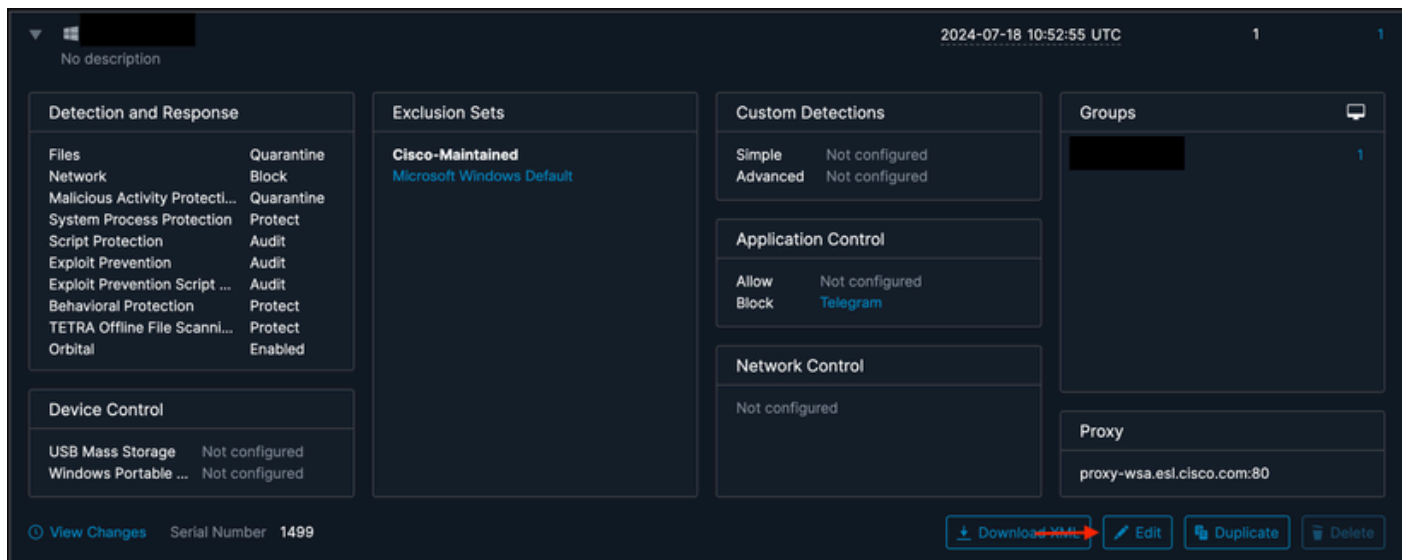 2024-07-18 10:52:55 UTC 1 1
No description
Detection and Response
Files Quarantine
Network Block
Malicious Activity Protecti... Quarantine
System Process Protection Protect
Script Protection Audit
Exploit Prevention Audit
Exploit Prevention Script ... Audit
Behavioral Protection Protect
TETRA Offline File Scanni... Protect
Orbital Enabled
Device Control
USB Mass Storage Not configured
Windows Portable ... Not configured
Exclusion Sets
Cisco-Maintained
Microsoft Windows Default
Custom Detections
Simple Not configured
Advanced Not configured
Application Control
Allow Not configured
Block Telegram
Network Control
Not configured
Groups
1
Proxy
proxy-wsa.esl.cisco.com:80
View Changes Serial Number 1499
Download XML Edit Duplicate Delete